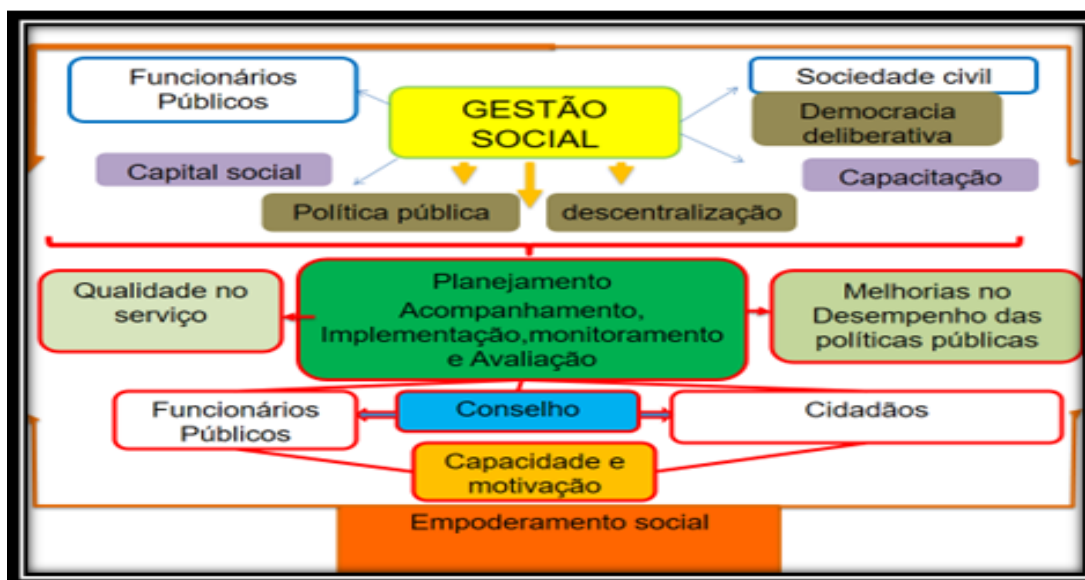 Funcionários
Públicos
GESTÃO
SOCIAL
Sociedade civil
Democracia
deliberativa
Capital social
Capacitação
Política pública
descentralização
Qualidade no
serviço
Planejamento
Acompanhamento,
Implementação,monitoramento
e Avaliação
Melhorias no
Desempenho das
políticas públicas
Funcionários
Públicos
Conselho
Cidadãos
Capacidade e
motivação
Empoderamento social